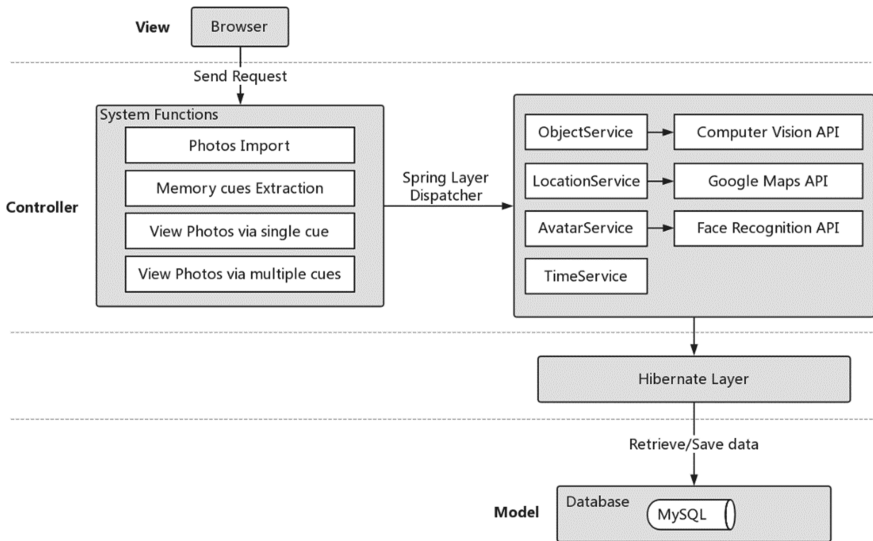 View
Browser
Send Request
System Functions
Photos Import
Memory cues Extraction
View Photos via single cue
View Photos via multiple cues
Controller
Spring Layer
Dispatcher
ObjectService
Computer Vision API
LocationService
Google Maps API
AvatarService
Face Recognition API
TimeService
Hibernate Layer
Retrieve/Save data
Model
Database
MySQL